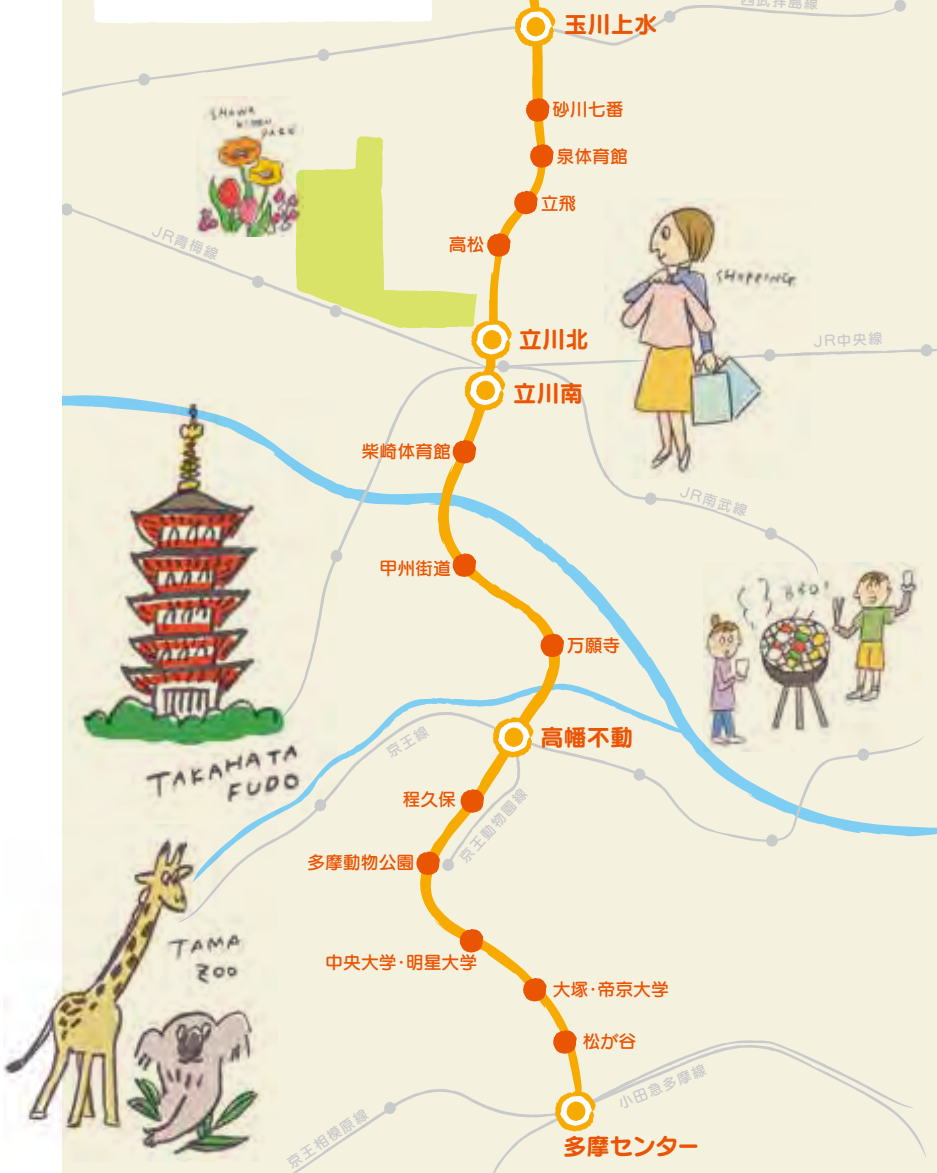 西武拝島線
玉川上水
砂川七番
SHOWA
KINEN
PARK
泉体育館
立飛
JR青梅線
高松
SHOPPING
立川北
JR中央線
立川南
柴崎体育館
JR南武線
甲州街道
BBQ!
万願寺
京王線
高幡不動
TAKAHATA
FUDO
程久保
京王動物園線
多摩動物公園
TAMA
ZOO
中央大学・明星大学
大塚・帝京大学
松が谷
小田急多摩線
京王相模原線
多摩センター